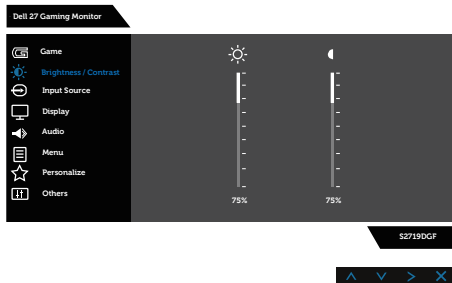 Dell 27 Gaming Monitor
Game
Brightness / Contrast
Input Source
Display
Audio
Menu
Personalize
Others
75%
75%
S2719DGF